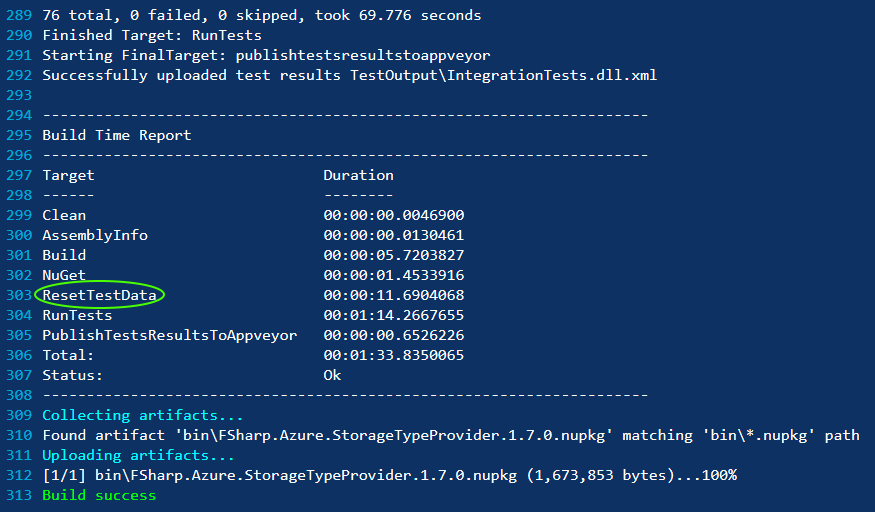 289 76 total, 0 failed, 0 skipped, took 69.776 seconds
290 Finished Target: RunTests
291 Starting FinalTarget: publishtestsresultstoappveyor
292 Successfully uploaded test results TestOutput\IntegrationTests.dll.xml
293
294 ---------------------------------------------------------------------
295 Build Time Report
296 ---------------------------------------------------------------------
297 Target Duration
298 ------ --------
299 Clean 00:00:00.0046900
300 AssemblyInfo 00:00:00.0130461
301 Build 00:00:05.7203827
302 NuGet 00:00:01.4533916
303 ResetTestData 00:00:11.6904068
304 RunTests 00:01:14.2667655
305 PublishTestsResultsToAppveyor 00:00:00.6526226
306 Total: 00:01:33.8350065
307 Status: Ok
308 ---------------------------------------------------------------------
309 Collecting artifacts...
310 Found artifact 'bin\FSharp.Azure.StorageTypeProvider.1.7.0.nupkg' matching 'bin\*.nupkg' path
311 Uploading artifacts...
312 [1/1] bin\FSharp.Azure.StorageTypeProvider.1.7.0.nupkg (1,673,853 bytes)...100%
313 Build success